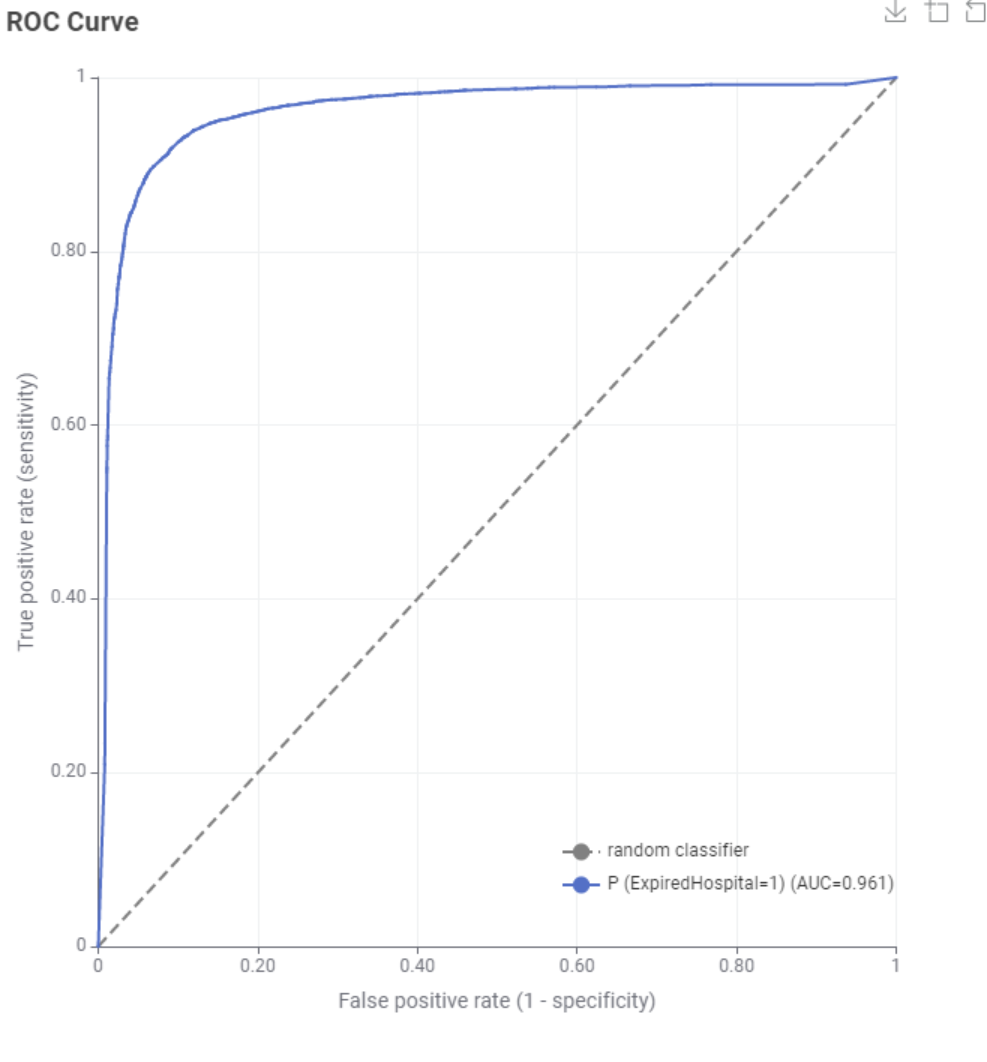 ROC Curve
1
0.80
0.60
0.40
0.20
0
True positive rate (sensitivity)
random classifier
P (ExpiredHospital=1) (AUC=0.961)
0 0.20 0.40 0.60 0.80 1
False positive rate (1 - specificity)